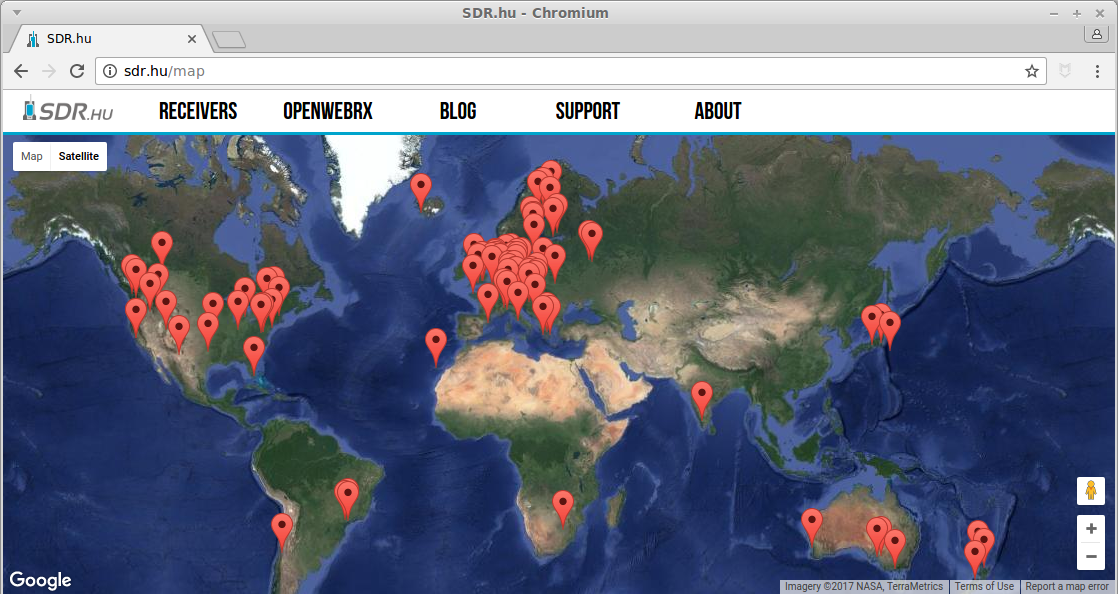 SDR.hu - Chromium
SDR.hu
sdr.hu/map
SDR.HU RECEIVERS OPENWEBRX BLOG SUPPORT ABOUT
Map Satellite
+
−
Google
Imagery ©2017 NASA, TerraMetrics Terms of Use Report a map error